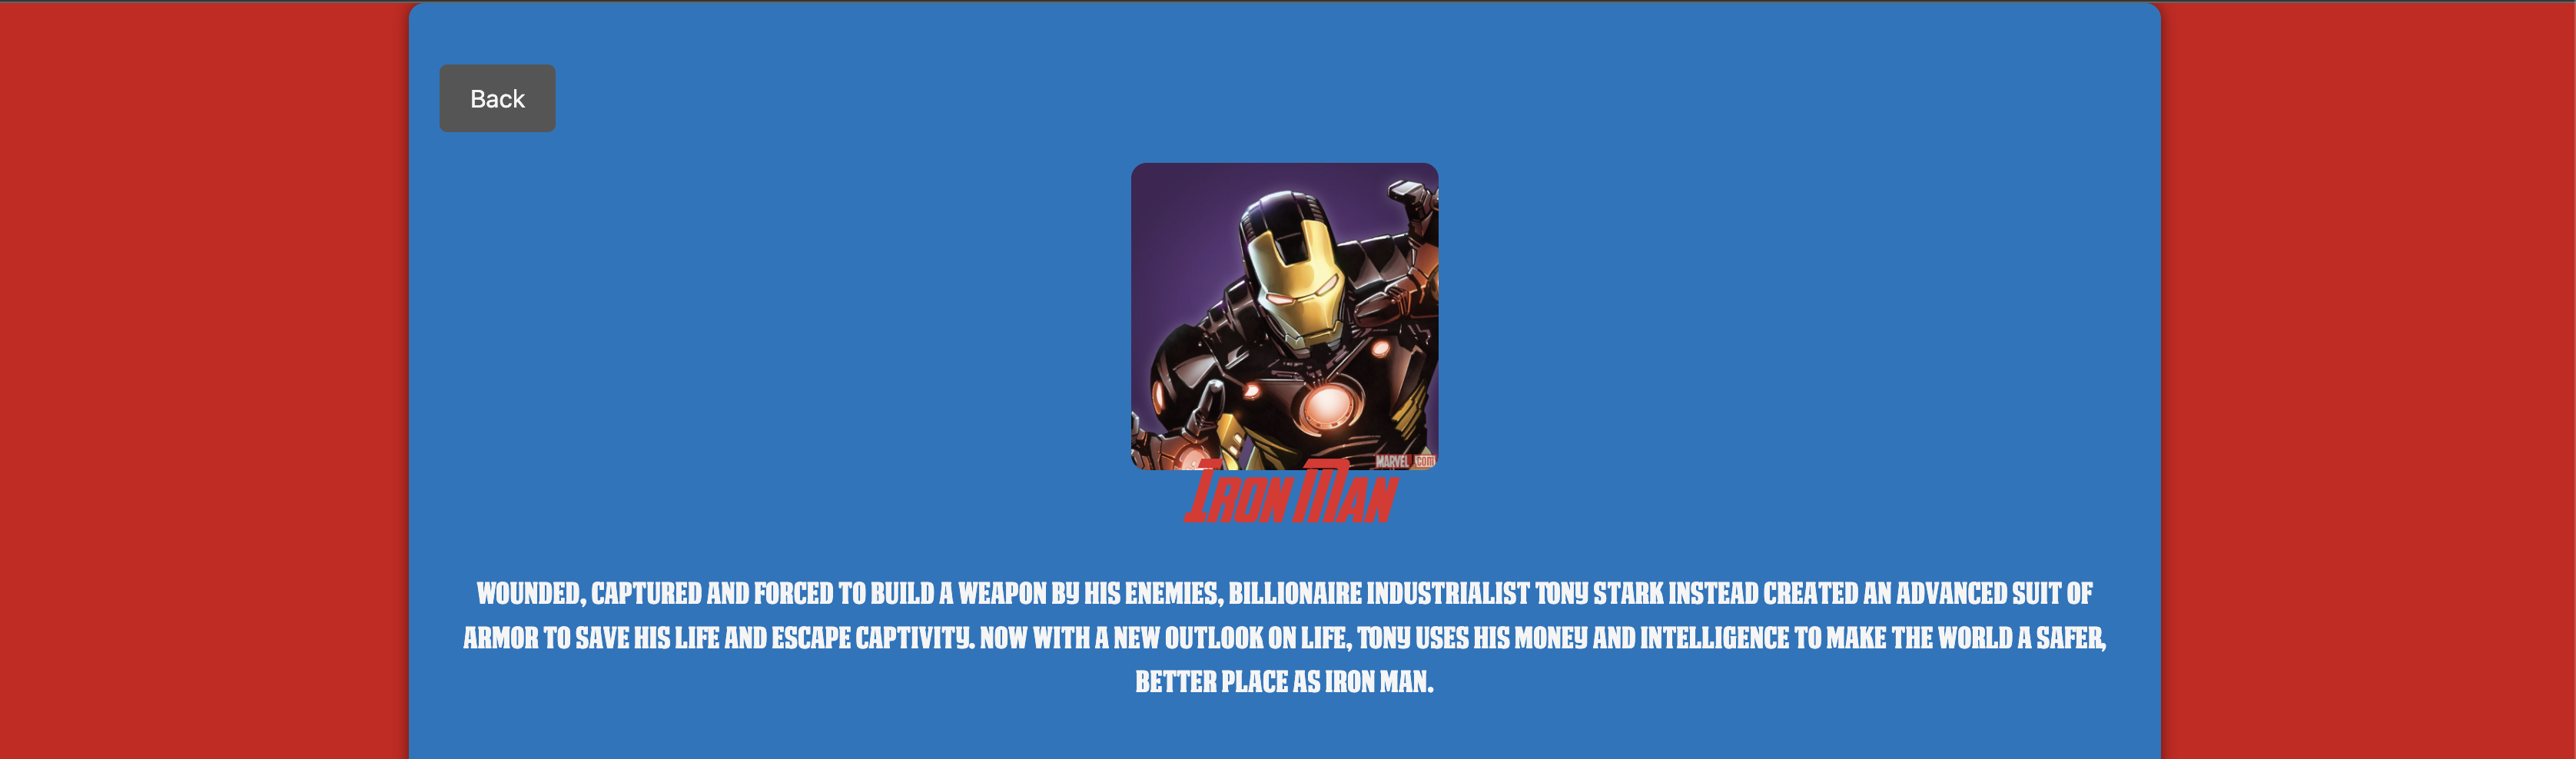 Back
MARVEL.com
Iron Man
WOUNDED, CAPTURED AND FORCED TO BUILD A WEAPON BY HIS ENEMIES, BILLIONAIRE INDUSTRIALIST TONY STARK INSTEAD CREATED AN ADVANCED SUIT OF
ARMOR TO SAVE HIS LIFE AND ESCAPE CAPTIVITY. NOW WITH A NEW OUTLOOK ON LIFE, TONY USES HIS MONEY AND INTELLIGENCE TO MAKE THE WORLD A SAFER,
BETTER PLACE AS IRON MAN.